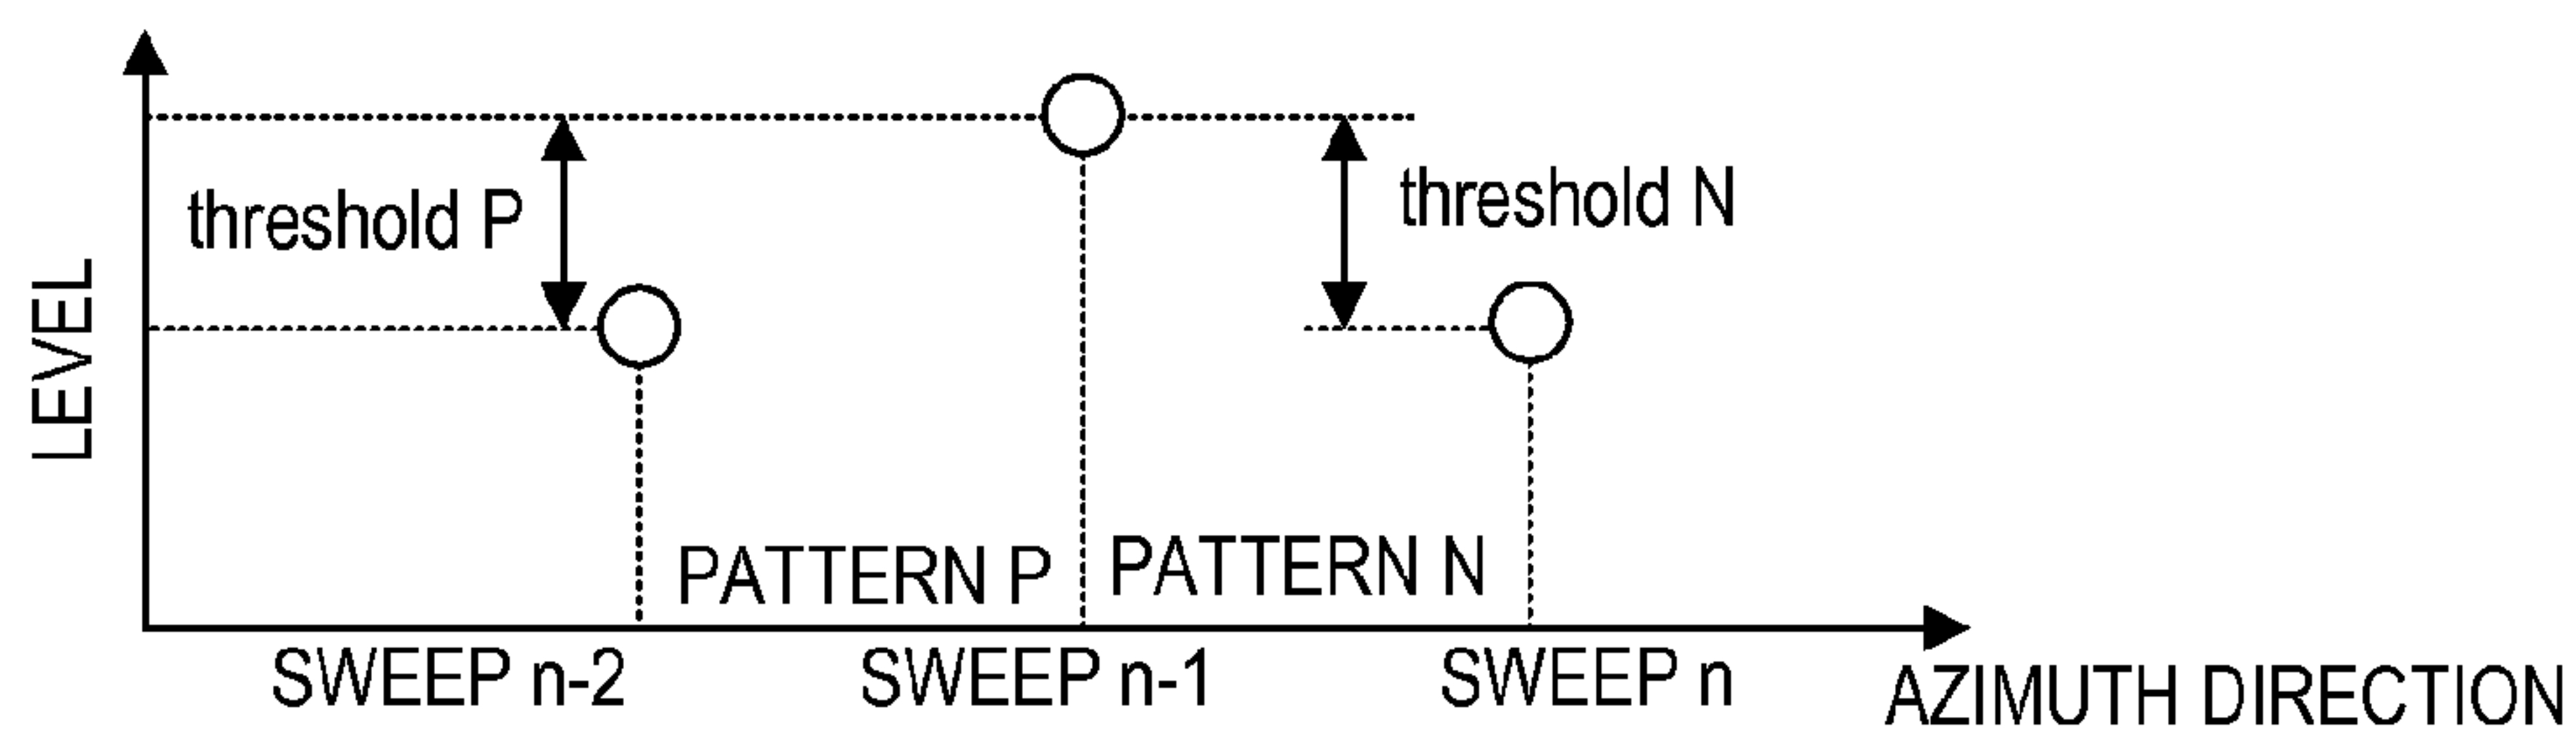 LEVEL
threshold P
threshold N
PATTERN P
PATTERN N
SWEEP n-2
SWEEP n-1
SWEEP n
AZIMUTH DIRECTION